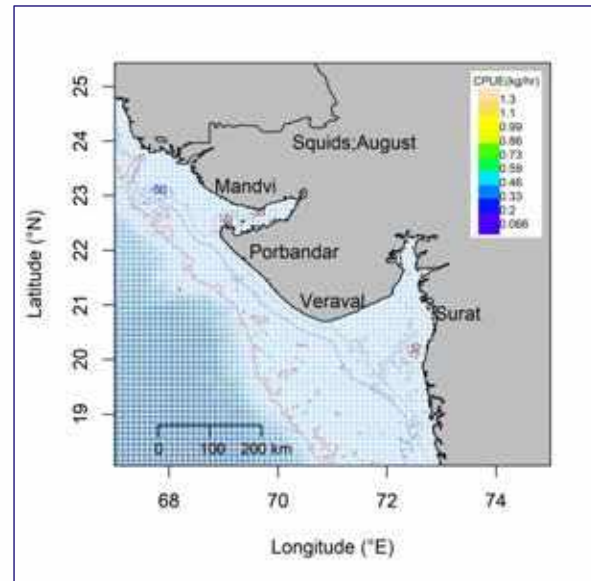 CPUE(kg/hr)
1.3
1.1
0.99
0.86
0.73
0.59
0.46
0.33
0.2
0.066
Squids;August
Mandvi
Porbandar
Veraval
Surat
-50
25
24
23
22
21
20
19
Latitude (°N)
0 100 200 km
68 70 72 74
Longitude (°E)